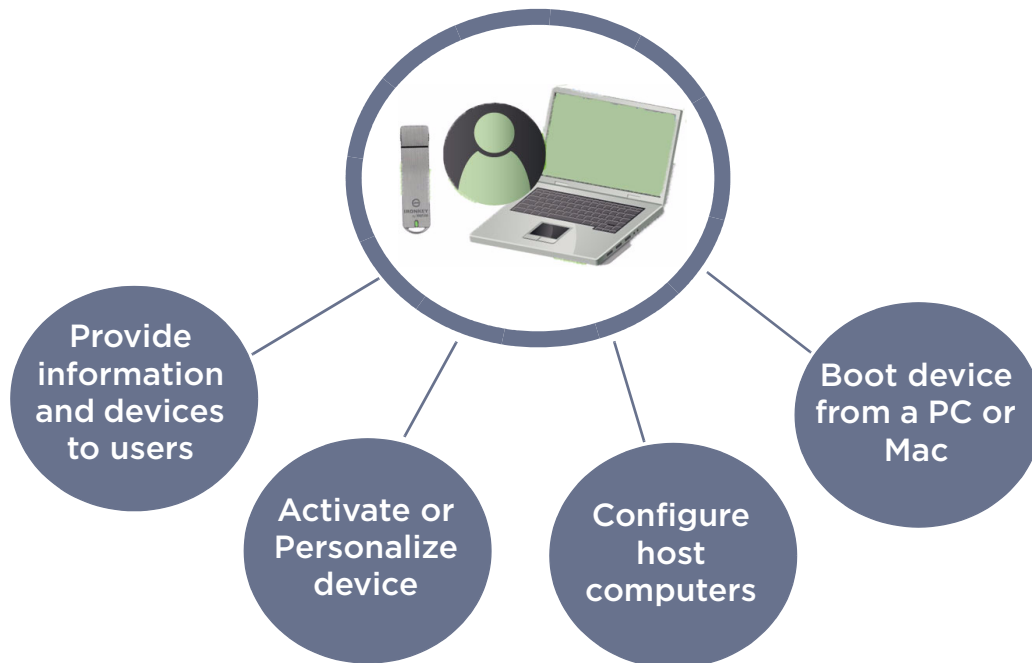 IRONKEY
Provide
information
and devices
to users
Activate or
Personalize
device
Configure
host
computers
Boot device
from a PC or
Mac